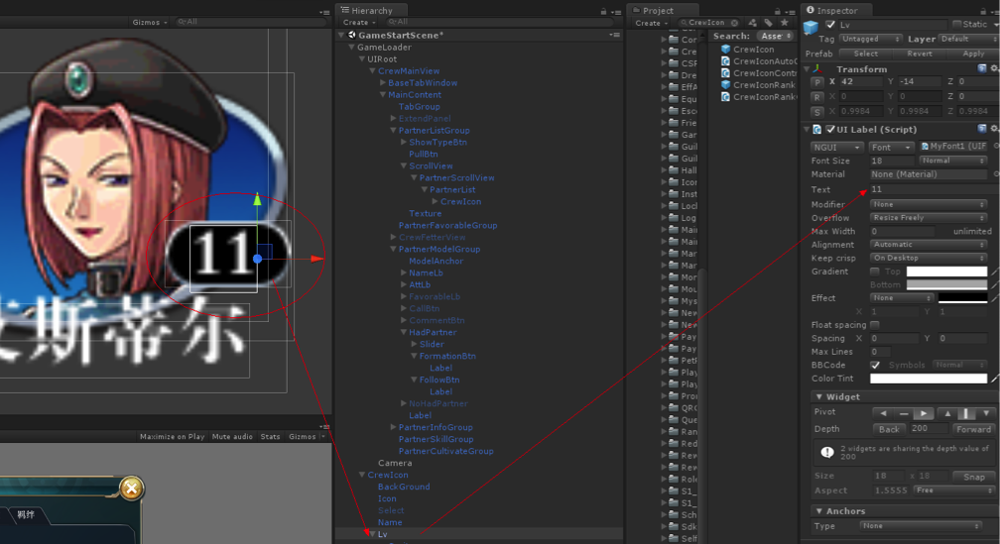 Gizmos
All
11
斯蒂尔
Maximize on Play Mute audio Stats Gizmos
羁绊
Hierarchy
Create
All
GameStartScene*
GameLoader
UIRoot
CrewMainView
BaseTabWindow
MainContent
TabGroup
ExtendPanel
PartnerListGroup
ShowTypeBtn
PullBtn
ScrollView
PartnerScrollView
PartnerList
CrewIcon
Texture
PartnerFavorableGroup
CrewFetterView
PartnerModelGroup
ModelAnchor
NameLb
AttLb
FavorableLb
CallBtn
CommentBtn
HadPartner
Slider
FormationBtn
Label
FollowBtn
Label
NoHadPartner
Label
PartnerInfoGroup
PartnerSkillGroup
PartnerCultivateGroup
Camera
CrewIcon
BackGround
Icon
Select
Name
Lv
Project
Create
CrewIcon
Search: Asse
Con
Cre
CSF
Dre
EffA
Equ
Esc
Frie
Gar
Guil
Guil
Hall
Icon
Inst
Loc
Log
Mair
Mair
Mar
Mar
Mor
Mou
Mys
New
New
Pay
Pay
PetF
Play
Play
Pro
QRC
Que
Ran
Red
Rew
Rew
Role
S1_
S1_
Sch
Sdk
Self
CrewIcon
CrewIconAutoG
CrewIconContr
CrewIconRank
CrewIconRank
Inspector
Lv
Static
Tag Untagged Layer Default
Prefab Select Revert Apply
Transform
P X 42 Y -14 Z 0
R X 0 Y 0 Z 0
S X 0.9984 Y 0.9984 Z 0.9984
UI Label (Script)
NGUI Font MyFont1 (UIF
Font Size 18 Normal
Material None (Material)
Text 11
Modifier None
Overflow Resize Freely
Max Width 0 unlimited
Alignment Automatic
Keep crisp On Desktop
Gradient Top
Bottom
Effect None
X 1 Y 1
Float spacing
Spacing X 0 Y 0
Max Lines 0
BBCode Symbols Normal
Color Tint
Widget
Pivot
Depth Back 200 Forward
2 widgets are sharing the depth value of
200
Size 18 x 18 Snap
Aspect 1.5555 Free
Anchors
Type None